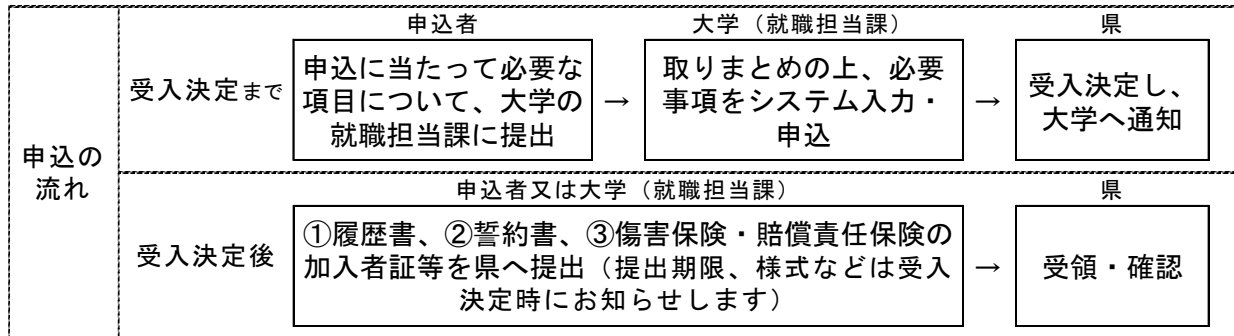 申込の
流れ
受入決定まで
申込者
申込に当たって必要な
項目について、大学の
就職担当課に提出
→
大学（就職担当課）
取りまとめの上、必要
事項をシステム入力・
申込
→
県
受入決定し、
大学へ通知
受入決定後
申込者又は大学（就職担当課）
①履歴書、②誓約書、③傷害保険・賠償責任保険の
加入者証等を県へ提出（提出期限、様式などは受入
決定時にお知らせします）
→
県
受領・確認